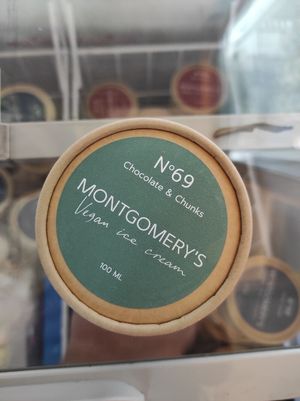 N°69
Chocolate & Chunks
MONTGOMERY'S
Vegan ice cream
100 ML